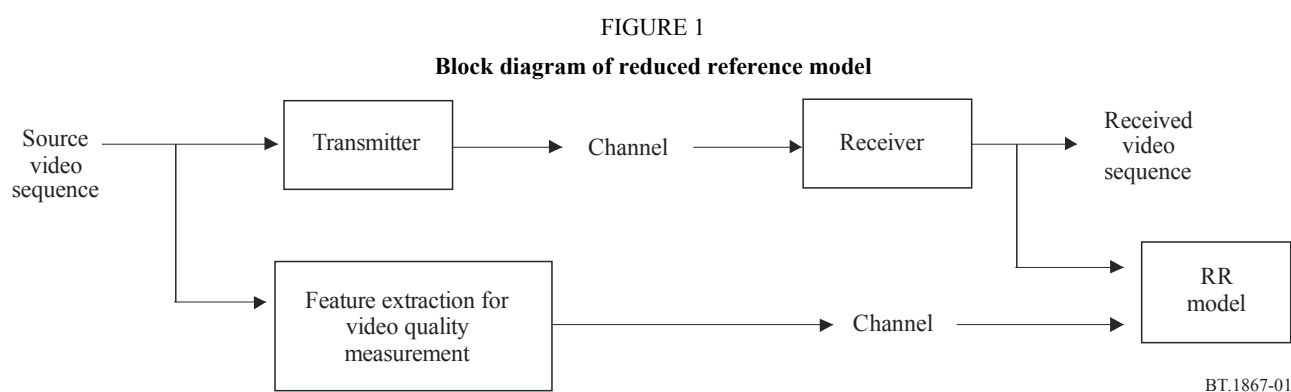 FIGURE 1
Block diagram of reduced reference model
Source
video
sequence
Transmitter
Channel
Receiver
Received
video
sequence
Feature extraction for
video quality
measurement
Channel
RR
model
BT.1867-01